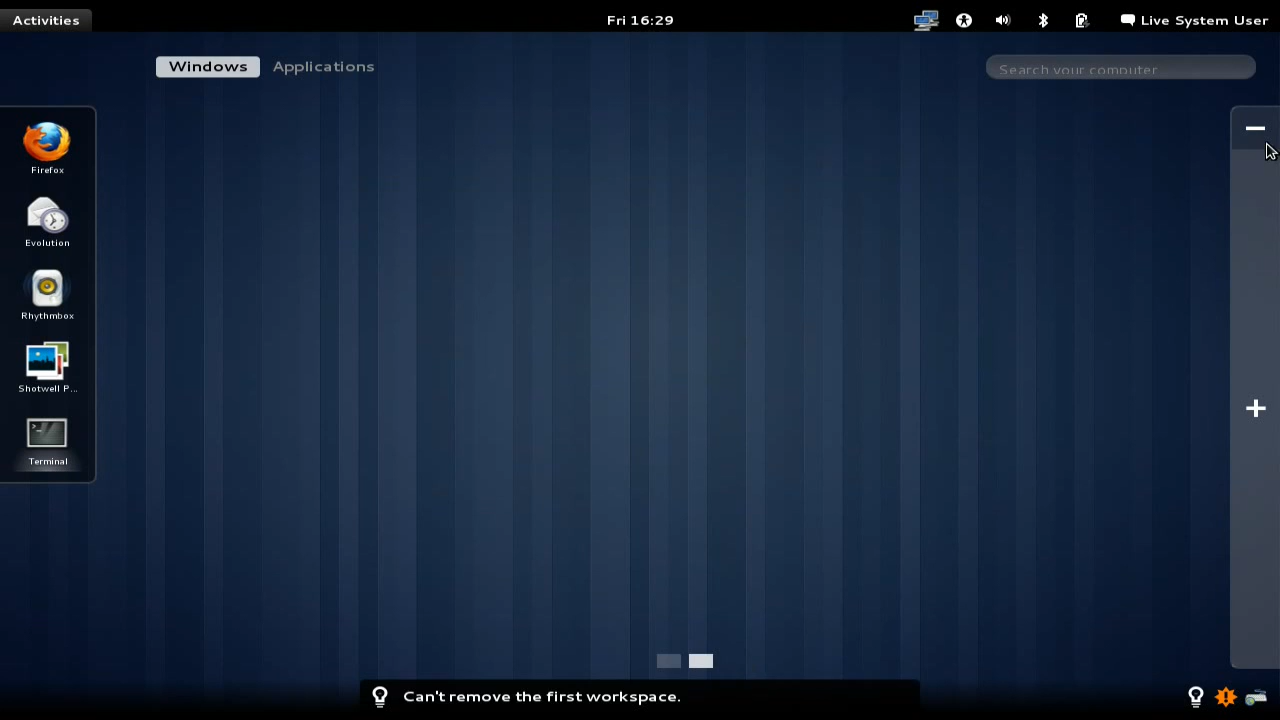 Activities
Fri 16:29
Live System User
Windows
Applications
Search your computer
Firefox
Evolution
Rhythmbox
Shotwell P...
Terminal
Can't remove the first workspace.